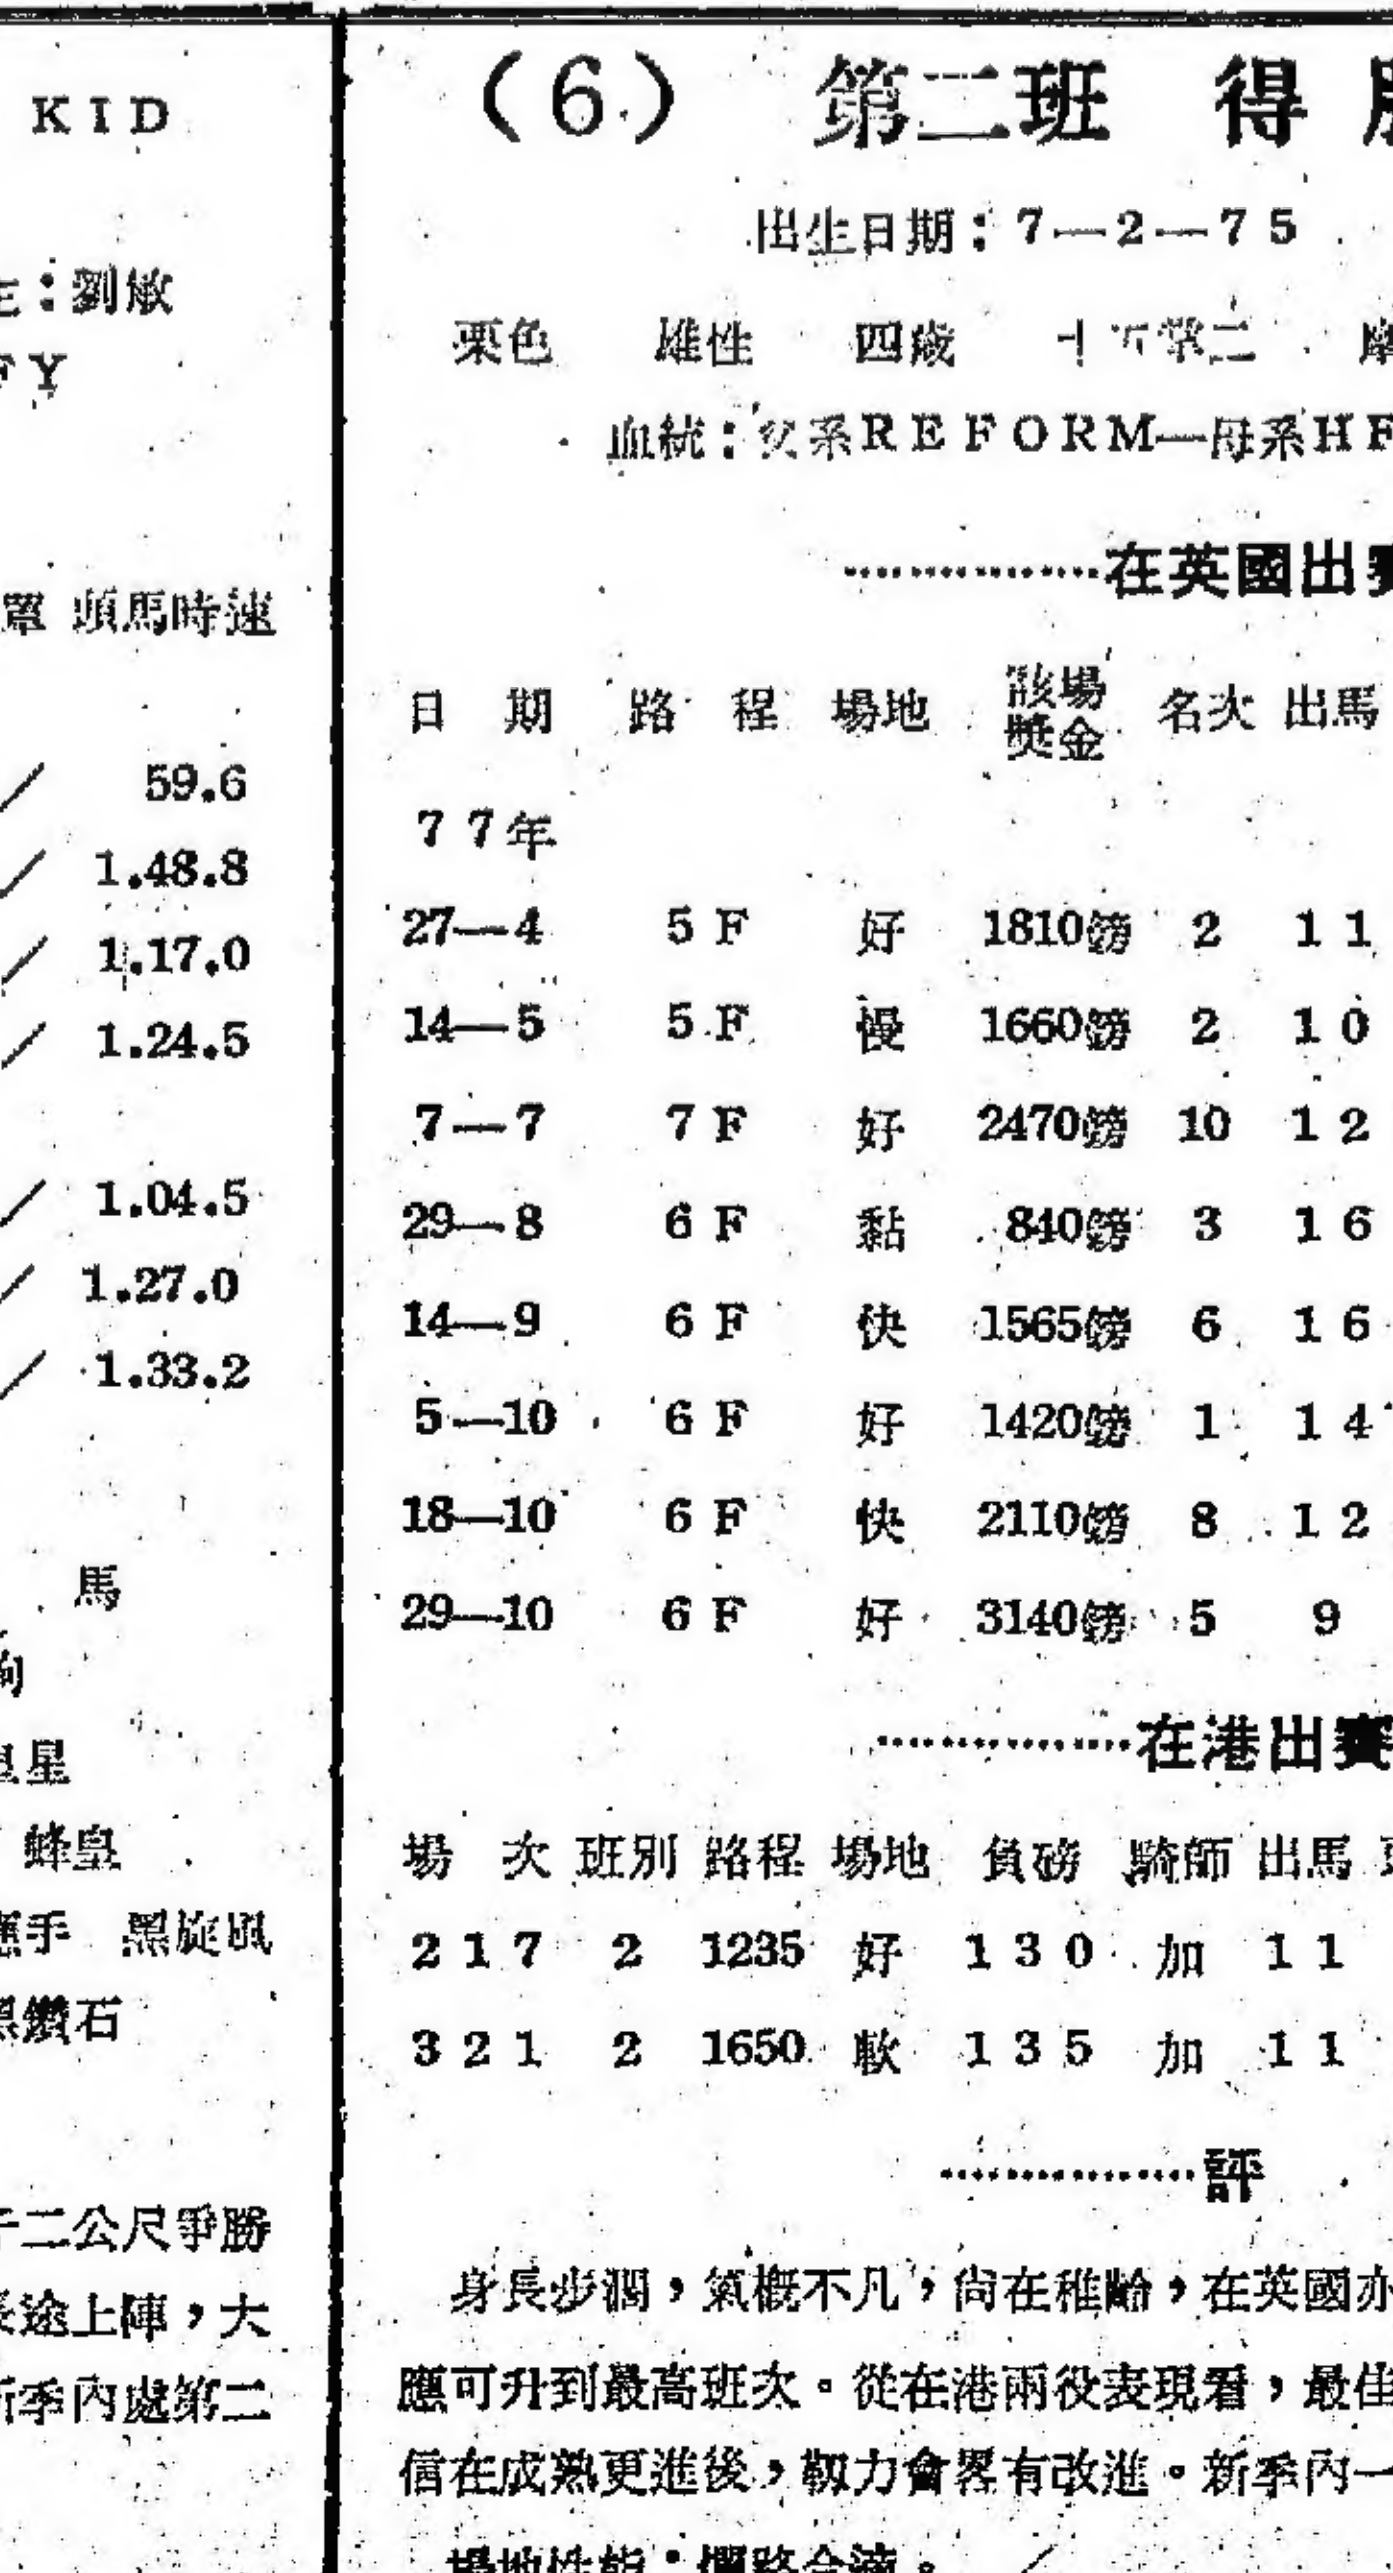 KID
：劉敏
FY
罩 頭馬時速
／ 59.6
／ 1.48.8
／ 1.17.0
／ 1.24.5
／ 1.04.5
／ 1.27.0
／ 1.33.2
馬
星
蜂皇
手 黑旋風
鑽石
二公尺爭勝
途上陣，大
季內處第二
（6） 第二班 得
出生日期：7—2—75
栗色 雄性 四歲
血統：父系REFORM—母系H
……………在英國出賽
日期 路程 場地 該場獎金 名次 出馬
77年
27—4 5F 好 1810鎊 2 11
14—5 5F 慢 1660鎊 2 10
7—7 7F 好 2470鎊 10 12
29—8 6F 黏 840鎊 3 16
14—9 6F 快 1565鎊 6 16
5—10 6F 好 1420鎊 1 14
18—10 6F 快 2110鎊 8 12
29—10 6F 好 3140鎊 5 9
……………在港出賽
場次 班別 路程 場地 負磅 騎師 出馬
217 2 1235 好 130 加 11
321 2 1650 軟 135 加 11
……………評
身長步濶，氣概不凡，尚在稚齡，在英國亦
應可升到最高班次。從在港兩役表現看，最佳
信在成熟更進後，韌力會畧有改進。新季內一
場地性能：爛路合適。